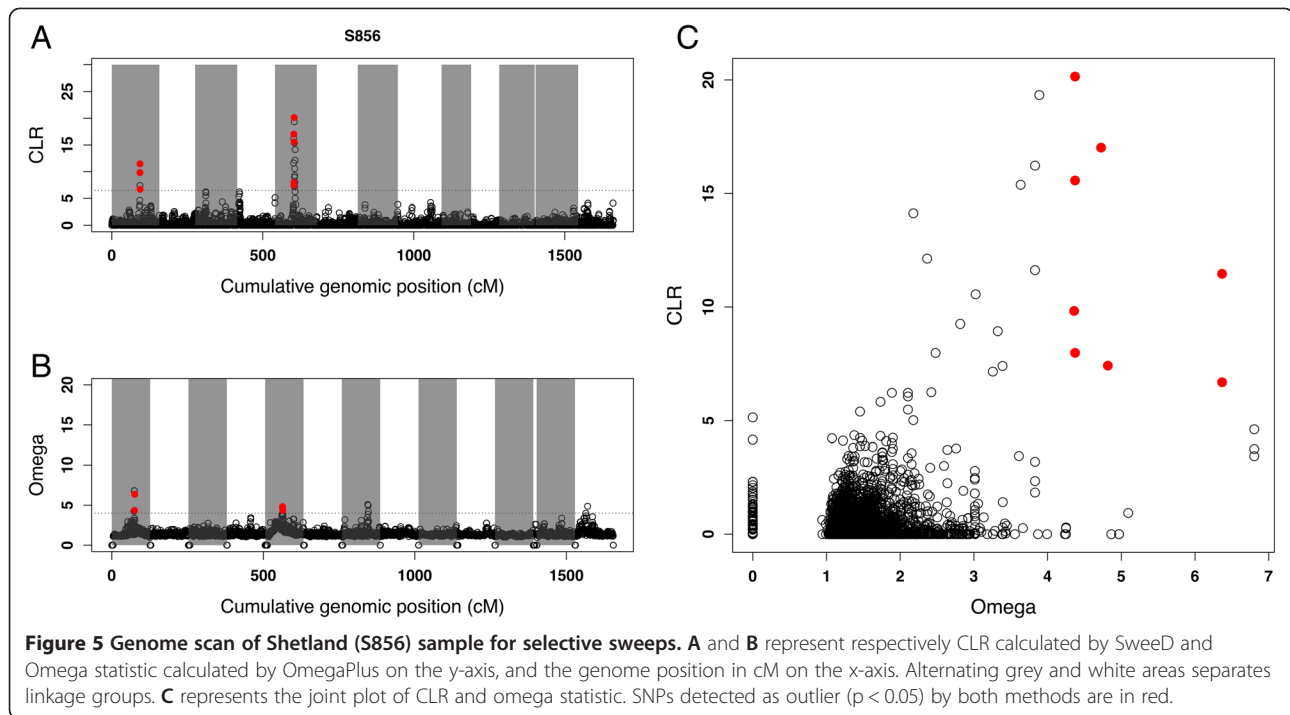 A
S856
CLR
0 5 15 25
0 500 1000 1500
Cumulative genomic position (cM)
B
Omega
0 5 10 15 20
0 500 1000 1500
Cumulative genomic position (cM)
C
CLR
0 5 10 15 20
0 1 2 3 4 5 6 7
Omega
Figure 5 Genome scan of Shetland (S856) sample for selective sweeps. A and B represent respectively CLR calculated by SweeD and
Omega statistic calculated by OmegaPlus on the y-axis, and the genome position in cM on the x-axis. Alternating grey and white areas separates
linkage groups. C represents the joint plot of CLR and omega statistic. SNPs detected as outlier (p < 0.05) by both methods are in red.